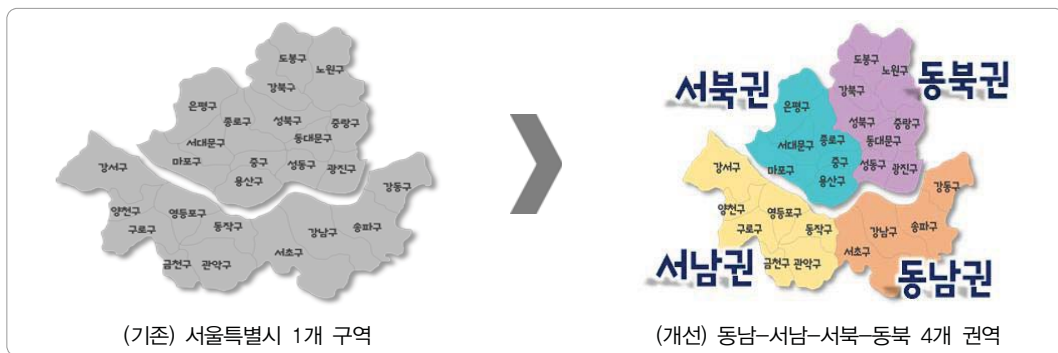 도봉구
노원구
강북구
은평구
성북구
중랑구
종로구
동대문구
서대문구
마포구
중구
성동구
광진구
용산구
강서구
강동구
양천구
영등포구
동작구
구로구
강남구
송파구
서초구
금천구
관악구
(기존) 서울특별시 1개 구역
서북권
동북권
도봉구
노원구
강북구
은평구
성북구
중랑구
서대문구
종로구
동대문구
마포구
중구
성동구
광진구
용산구
강서구
강동구
양천구
영등포구
동작구
구로구
강남구
송파구
서초구
금천구
관악구
서남권
동남권
(개선) 동남-서남-서북-동북 4개 권역